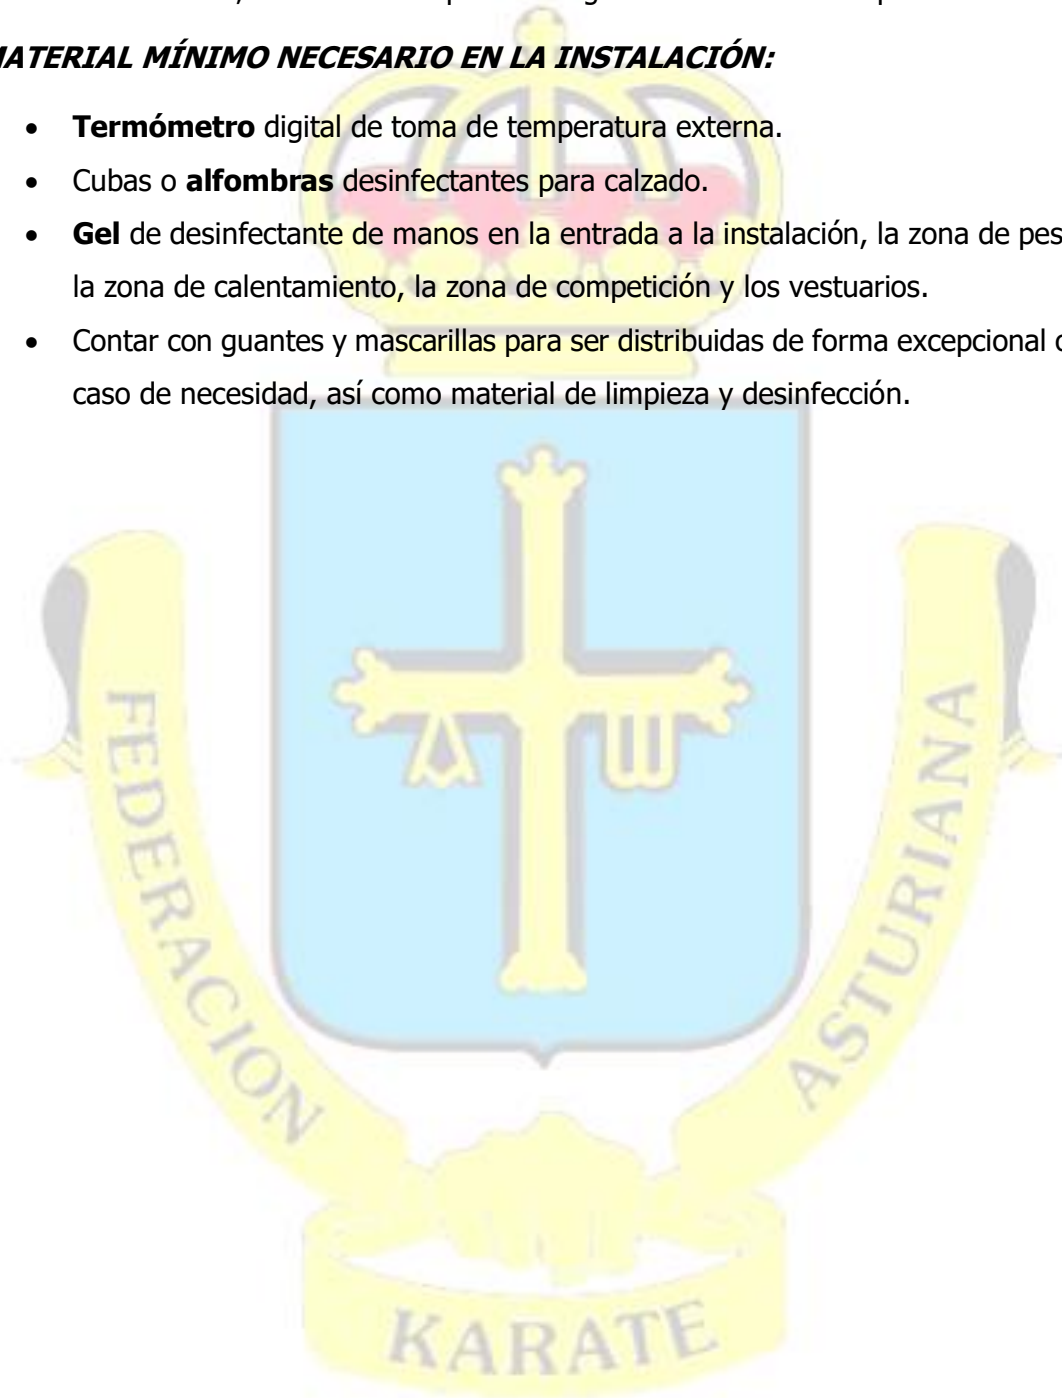 MATERIAL MÍNIMO NECESARIO EN LA INSTALACIÓN:
• Termómetro digital de toma de temperatura externa.
• Cubas o alfombras desinfectantes para calzado.
• Gel de desinfectante de manos en la entrada a la instalación, la zona de
la zona de calentamiento, la zona de competición y los vestuarios.
• Contar con guantes y mascarillas para ser distribuidas de forma excepcional
caso de necesidad, así como material de limpieza y desinfección.
A ω
FEDERACION
ASTURIANA
KARATE